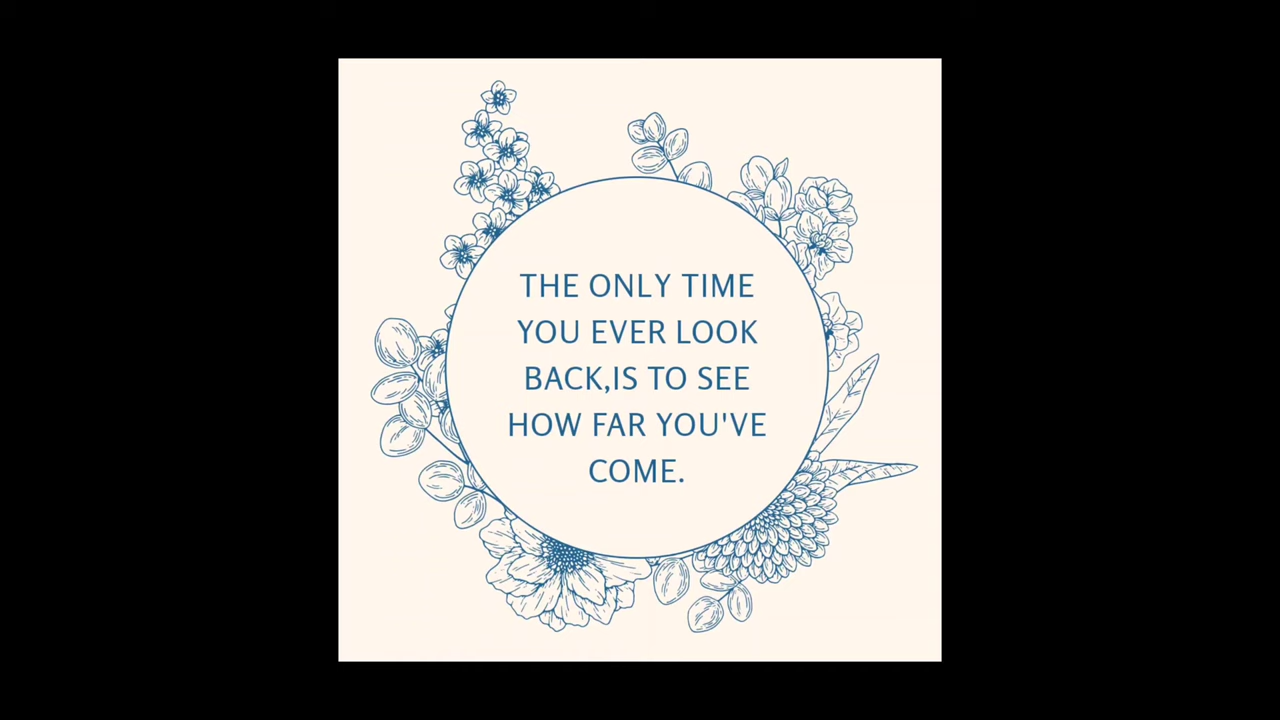 THE ONLY TIME
YOU EVER LOOK
BACK,IS TO SEE
HOW FAR YOU'VE
COME.